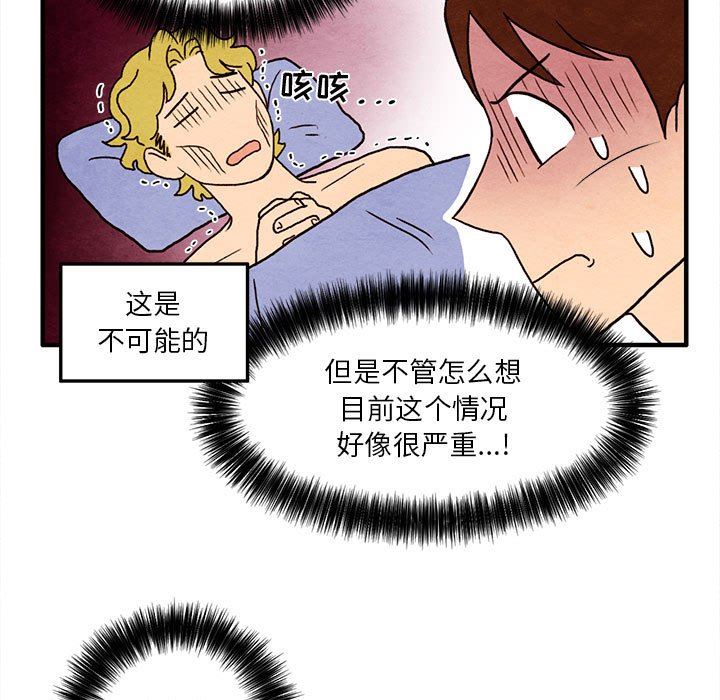 咳咳...
这是
不可能的
但是不管怎么想
目前这个情况
好像很严重...!